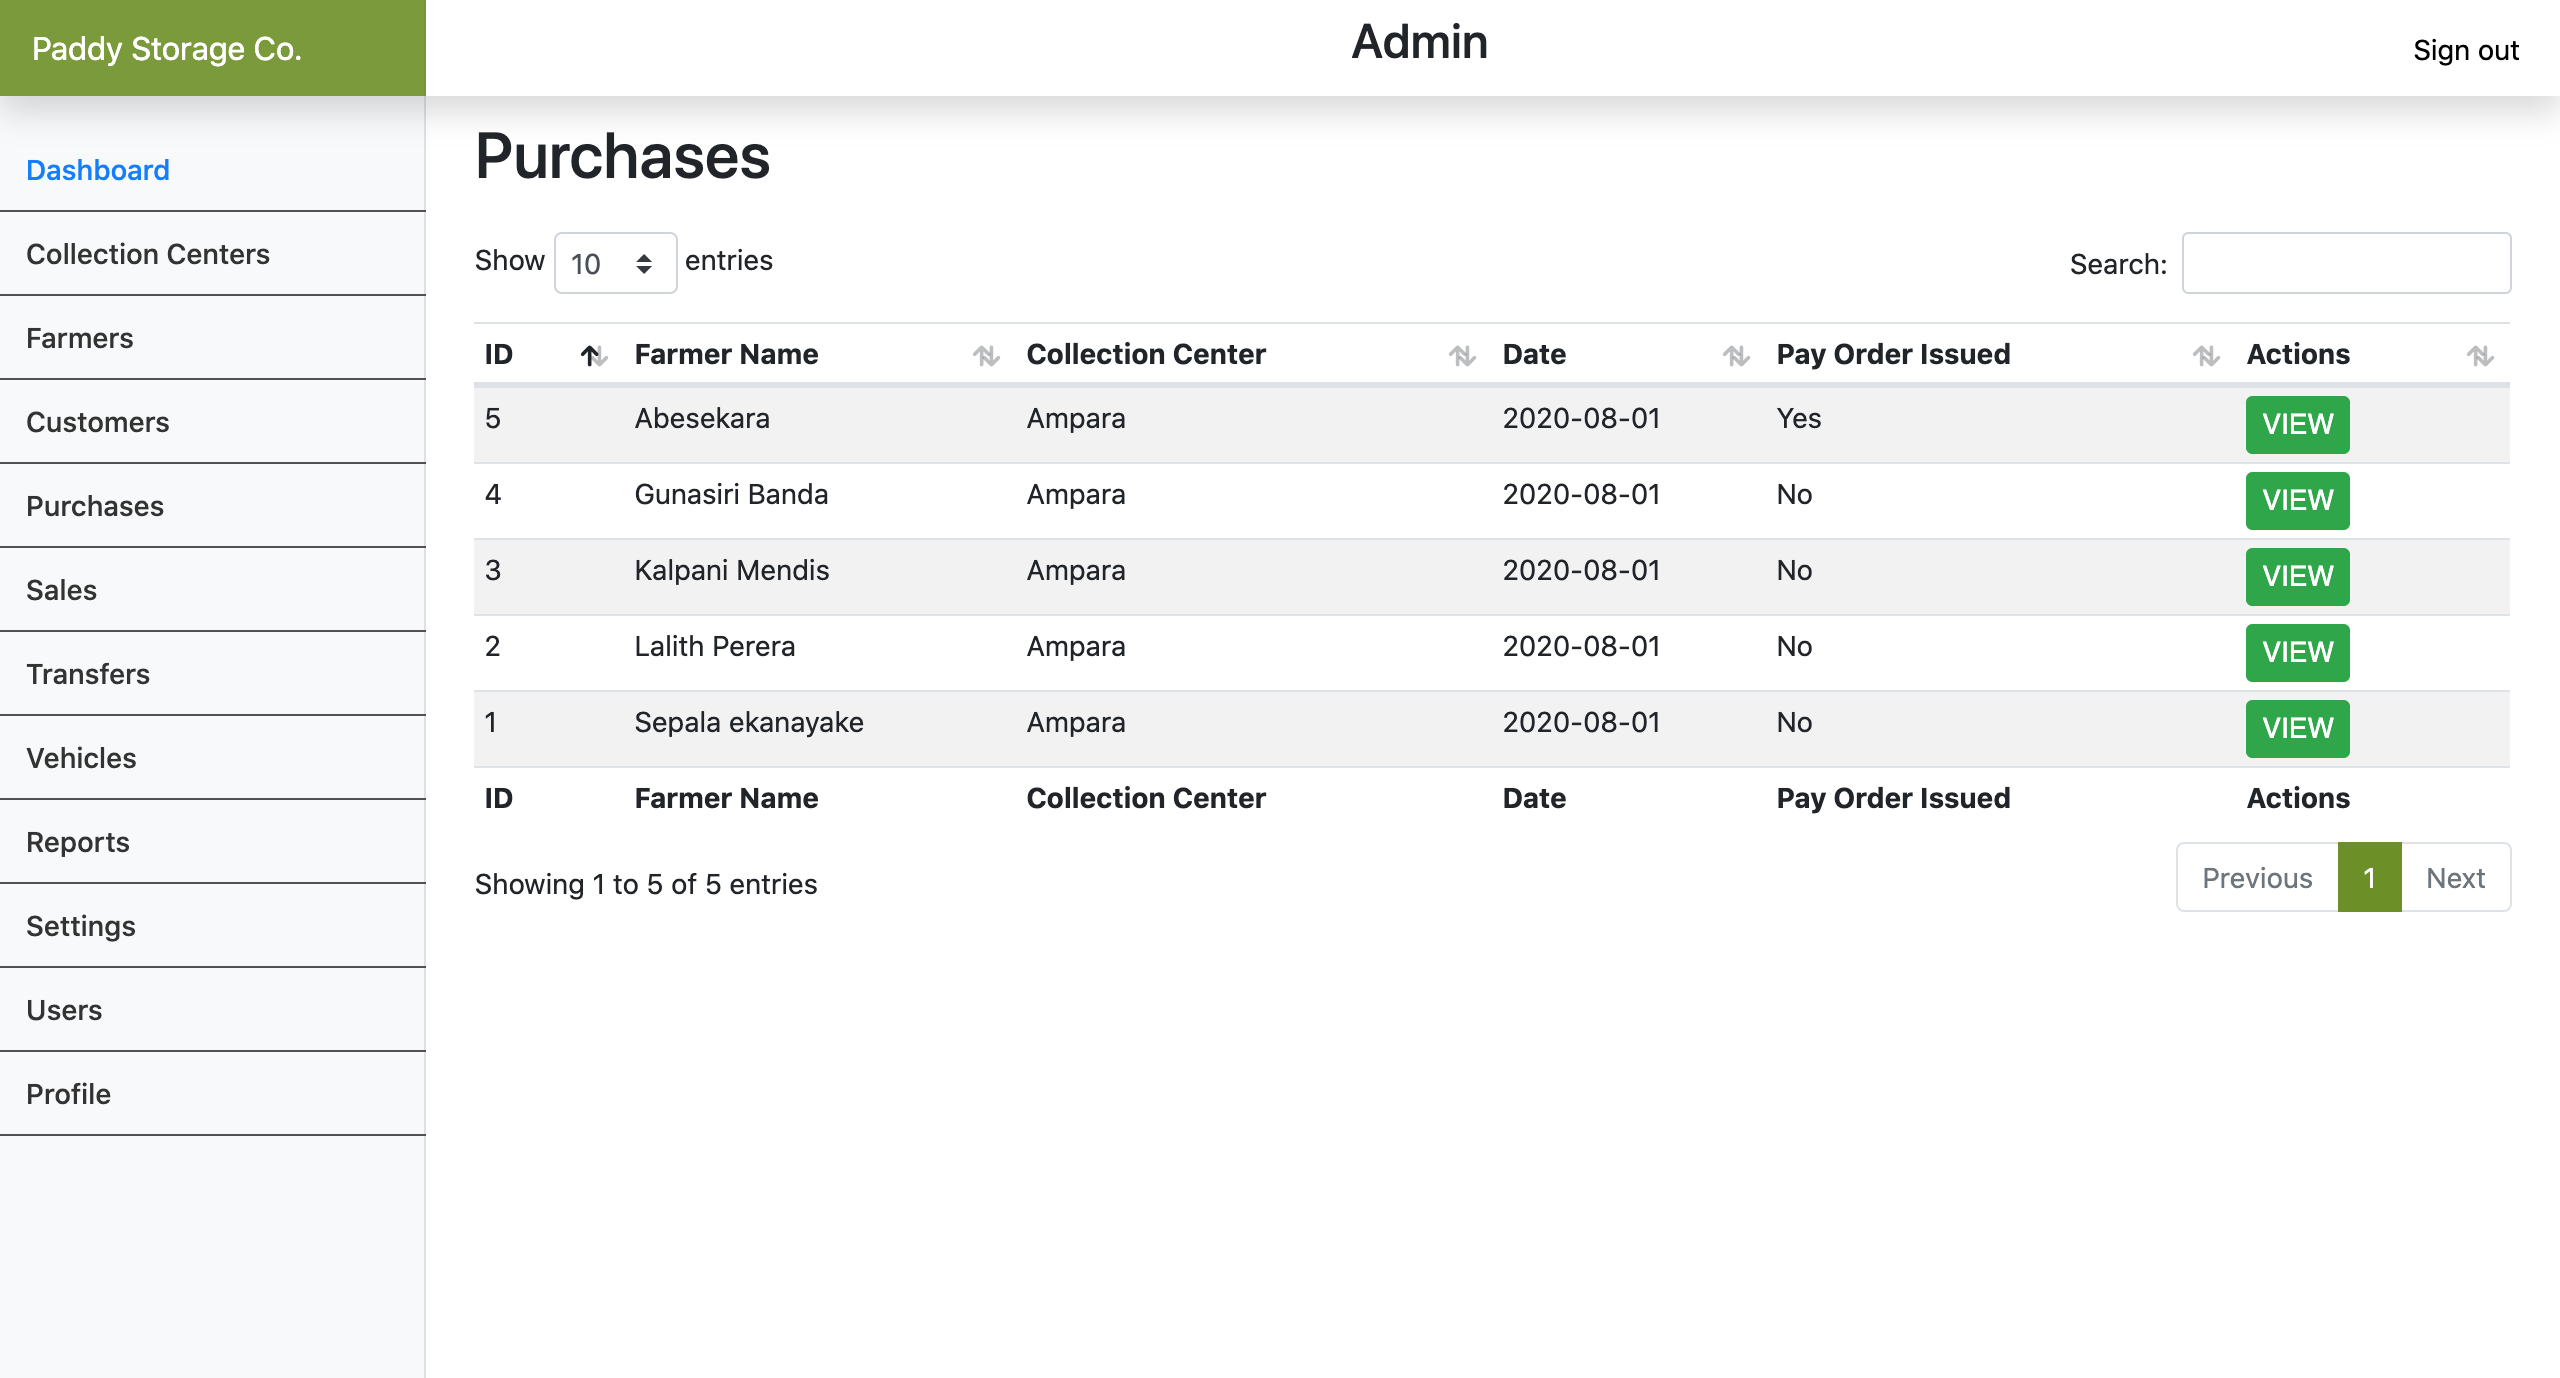 Paddy Storage Co.
Admin
Sign out
Dashboard
Collection Centers
Farmers
Customers
Purchases
Sales
Transfers
Vehicles
Reports
Settings
Users
Profile
Purchases
Show 10 entries
Search:
ID Farmer Name Collection Center Date Pay Order Issued Actions
5 Abesekara Ampara 2020-08-01 Yes VIEW
4 Gunasiri Banda Ampara 2020-08-01 No VIEW
3 Kalpani Mendis Ampara 2020-08-01 No VIEW
2 Lalith Perera Ampara 2020-08-01 No VIEW
1 Sepala ekanayake Ampara 2020-08-01 No VIEW
ID Farmer Name Collection Center Date Pay Order Issued Actions
Showing 1 to 5 of 5 entries
Previous 1 Next